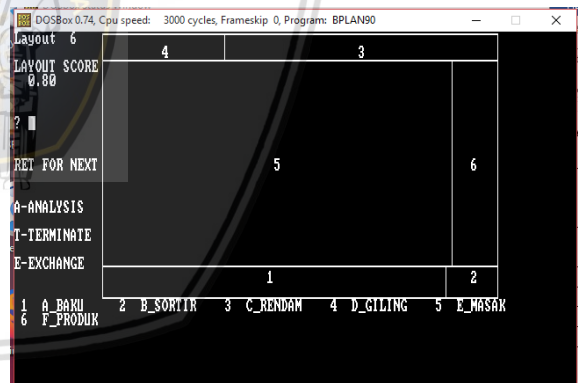 DOSBox 0.74, Cpu speed: 3000 cycles, Frameskip 0, Program: BPLAN90
Layout 6
4 3
LAYOUT SCORE
0.80
?
RET FOR NEXT 5 6
A-ANALYSIS
T-TERMINATE
E-EXCHANGE
1 2
1 A_BAKU 2 B_SORTIR 3 C_RENDAM 4 D_GILING 5 E_MASAK
6 F_PRODUK